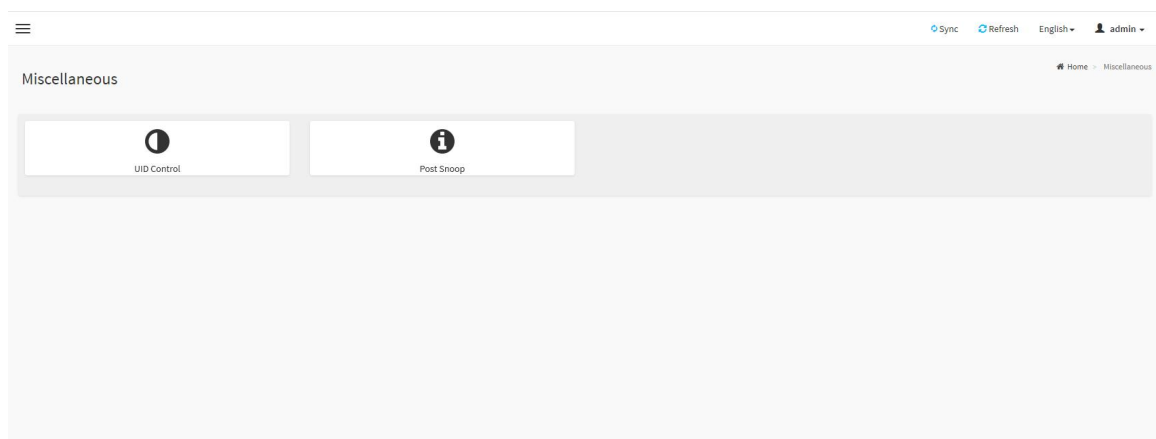 Sync Refresh English admin
Home > Miscellaneous
Miscellaneous
UID Control
Post Snoop